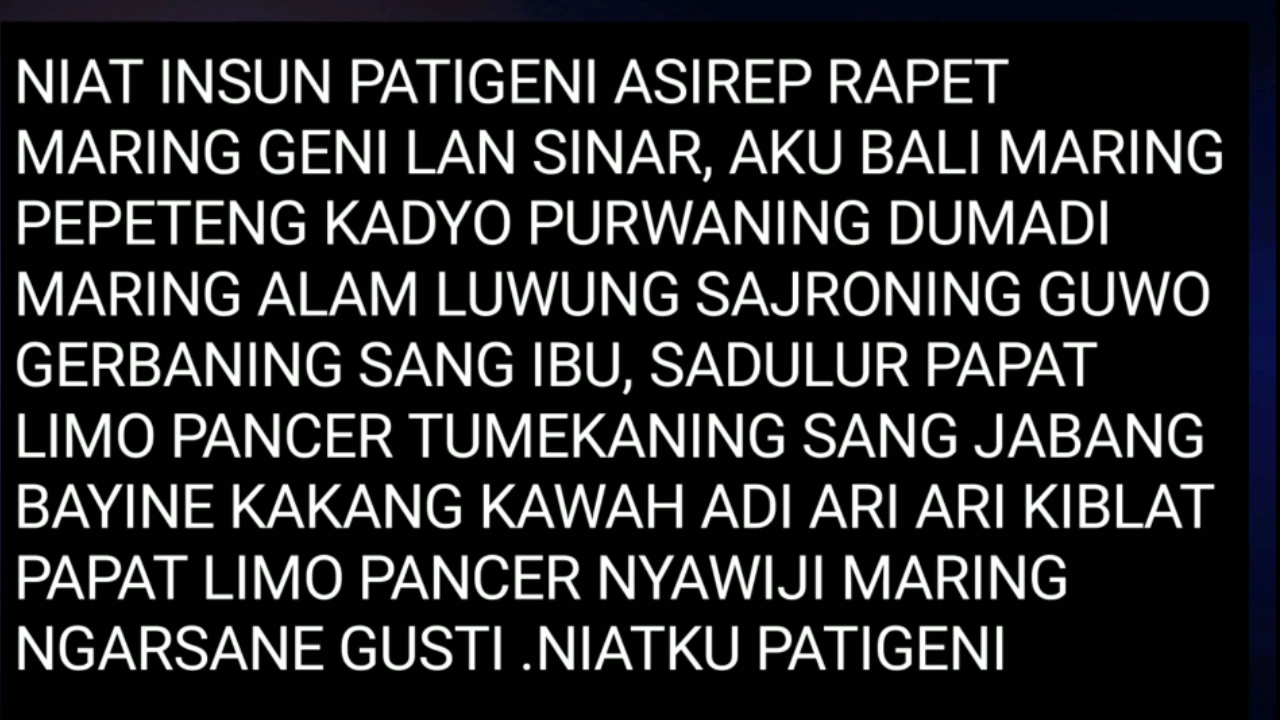 NIAT INSUN PATIGENI ASIREP RAPET
MARING GENI LAN SINAR, AKU BALI MARING
PEPETENG KADYO PURWANING DUMADI
MARING ALAM LUWUNG SAJRONING GUWO
GERBANING SANG IBU, SADULUR PAPAT
LIMO PANCER TUMEKANING SANG JABANG
BAYINE KAKANG KAWAH ADI ARI ARI KIBLAT
PAPAT LIMO PANCER NYAWIJI MARING
NGARSANE GUSTI .NIATKU PATIGENI